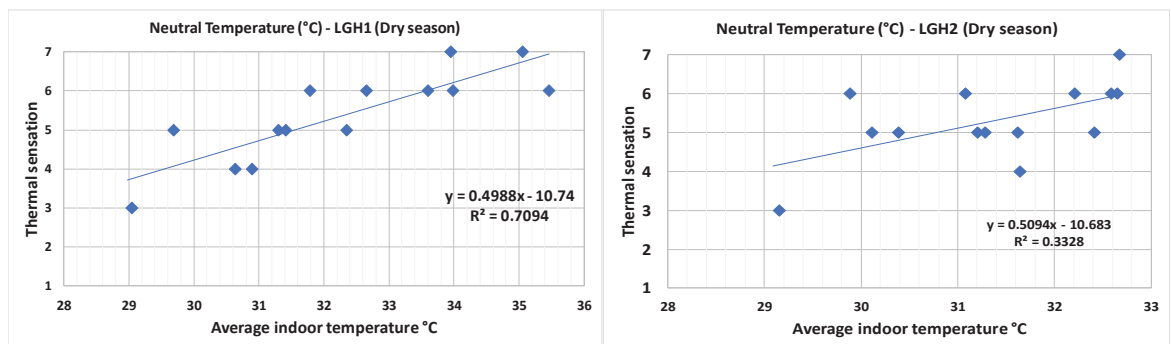 Neutral Temperature (°C) - LGH1 (Dry season)
7
6
5
4
3
2
1
Thermal sensation
y = 0.4988x - 10.74
R² = 0.7094
28 29 30 31 32 33 34 35 36
Average indoor temperature °C
Neutral Temperature (°C) - LGH2 (Dry season)
7
6
5
4
3
2
1
Thermal sensation
y = 0.5094x - 10.683
R² = 0.3328
28 29 30 31 32 33
Average indoor temperature °C